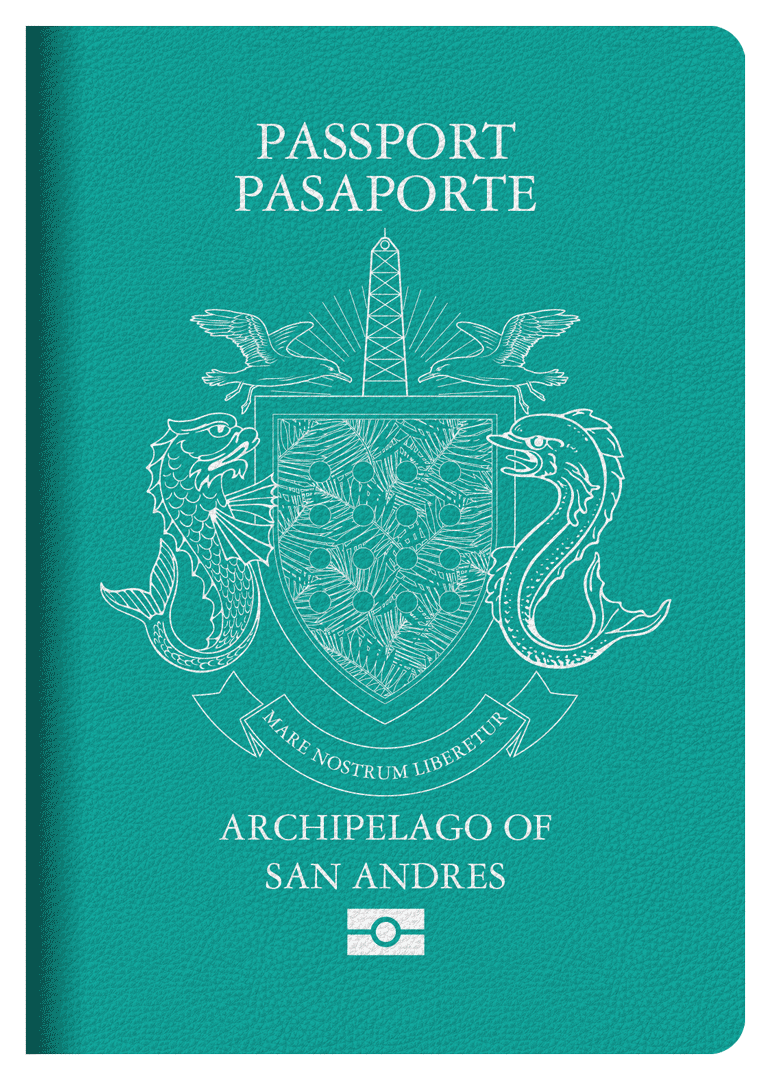 PASSPORT
PASAPORTE
MARE NOSTRUM LIBERETUR
ARCHIPELAGO OF
SAN ANDRES